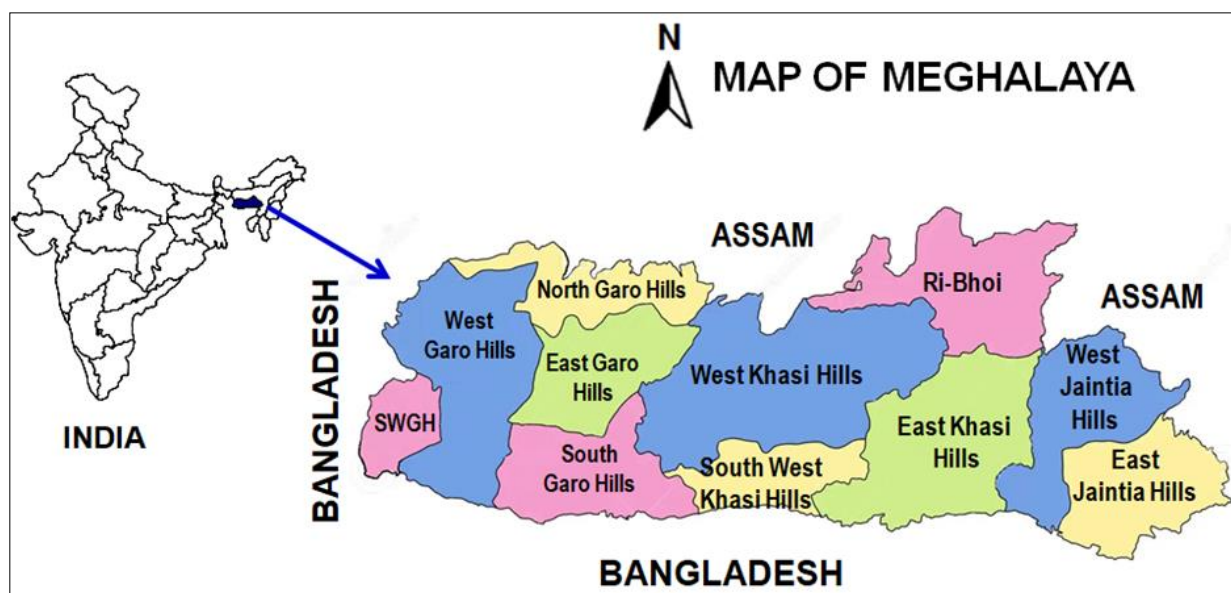 N
MAP OF MEGHALAYA
INDIA
BANGLADESH
ASSAM
ASSAM
BANGLADESH
North Garo Hills
Ri-Bhoi
West
Garo Hills
East Garo
Hills
West Khasi Hills
West
Jaintia
Hills
SWGH
South
Garo Hills
South West
Khasi Hills
East Khasi
Hills
East
Jaintia Hills